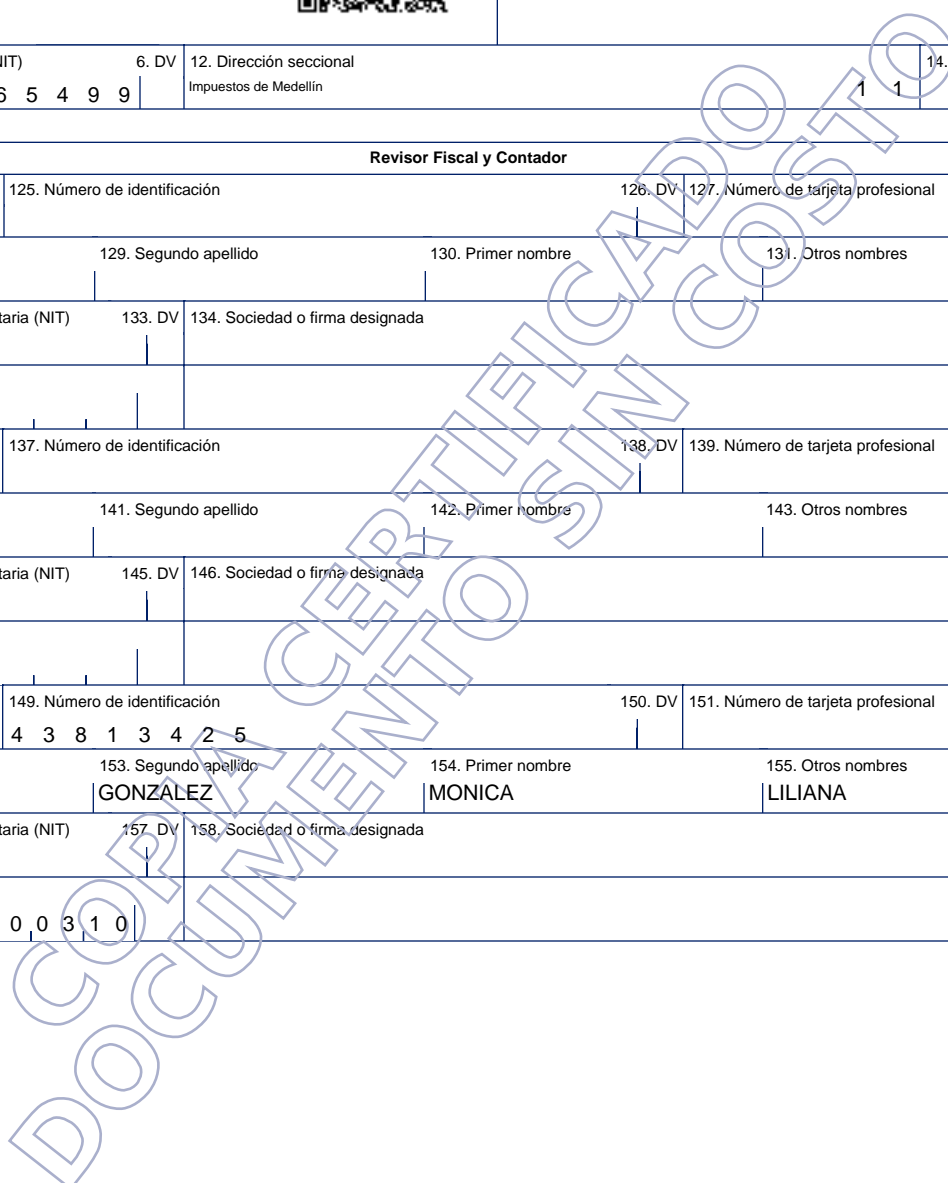 NIT) 6. DV 12. Dirección seccional 14.
6 5 4 9 9 Impuestos de Medellín 1 1
Revisor Fiscal y Contador
125. Número de identificación 126. DV 127. Número de tarjeta profesional
129. Segundo apellido 130. Primer nombre 131. Otros nombres
taria (NIT) 133. DV 134. Sociedad o firma designada
137. Número de identificación 138. DV 139. Número de tarjeta profesional
141. Segundo apellido 142. Primer nombre 143. Otros nombres
taria (NIT) 145. DV 146. Sociedad o firma designada
149. Número de identificación 150. DV 151. Número de tarjeta profesional
4 3 8 1 3 4 2 5
153. Segundo apellido 154. Primer nombre 155. Otros nombres
GONZALEZ MONICA LILIANA
taria (NIT) 157. DV 158. Sociedad o firma designada
0 0 3 1 0
COPIA CERTIFICADO
DOCUMENTO SIN COSTO